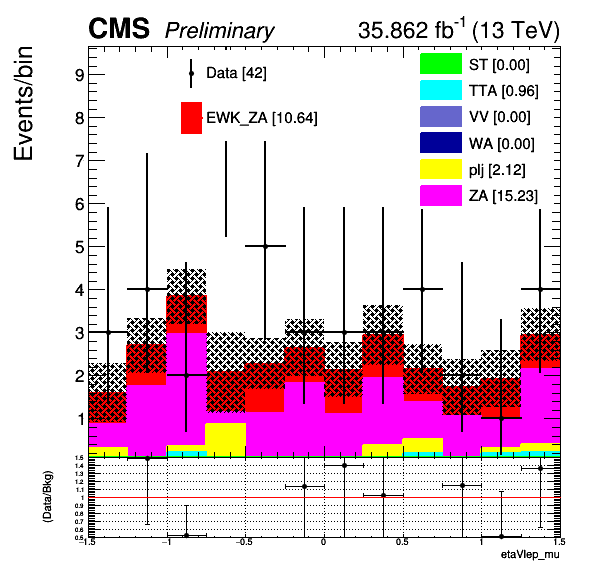 CMS Preliminary 35.862 fb-1 (13 TeV)
Events/bin
Data [42]
EWK_ZA [10.64]
ST [0.00]
TTA [0.96]
VV [0.00]
WA [0.00]
plj [2.12]
ZA [15.23]
9
8
7
6
5
4
3
2
1
(Data/Bkg)
1.5
1.4
1.3
1.2
1.1
1
0.9
0.8
0.7
0.6
0.5
−1.5 −1 −0.5 0 0.5 1 1.5
etaVlep_mu